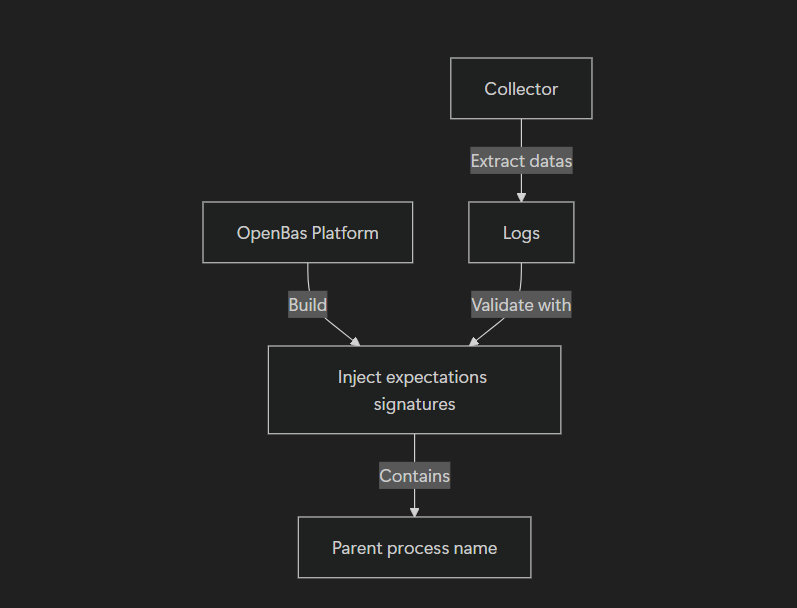 Collector
Extract datas
OpenBas Platform
Logs
Build
Validate with
Inject expectations
signatures
Contains
Parent process name